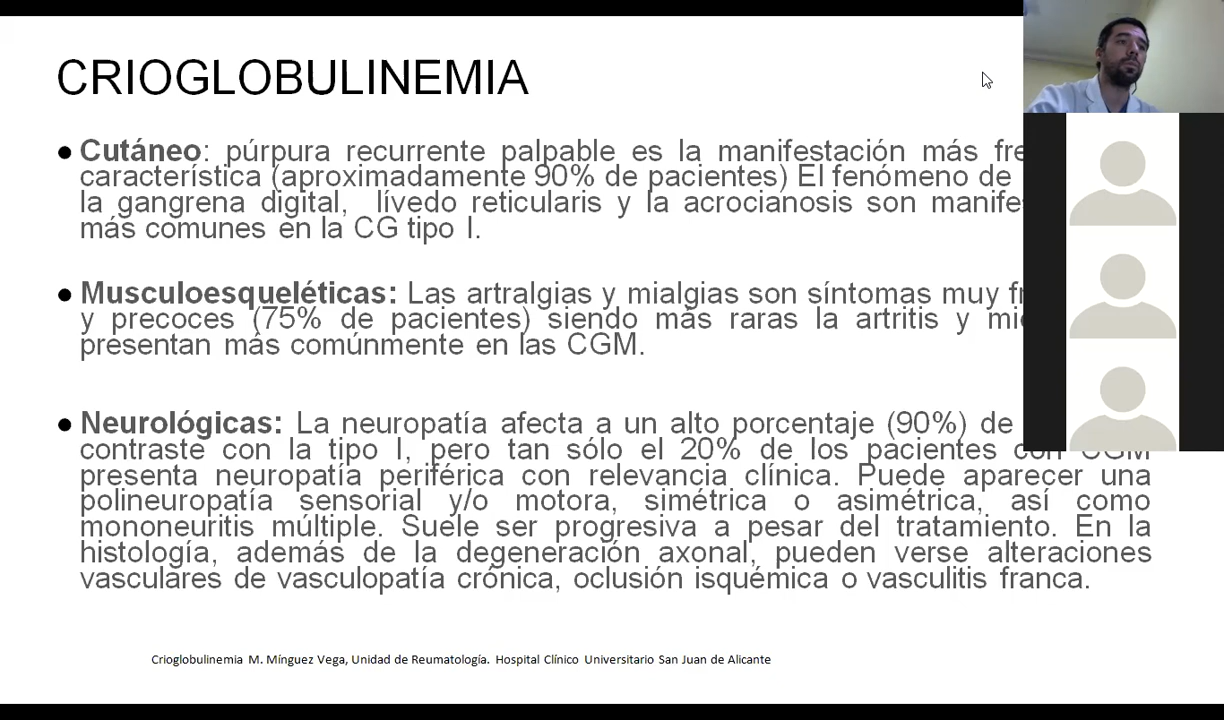 CRIOGLOBULINEMIA
● Cutáneo: púrpura recurrente palpable es la manifestación más
característica (aproximadamente 90% de pacientes) El fenómeno de
la gangrena digital, lívedo reticularis y la acrocianosis son
más comunes en la CG tipo I.
● Musculoesqueléticas: Las artralgias y mialgias son síntomas muy
y precoces (75% de pacientes) siendo más raras la artritis y
presentan más comúnmente en las CGM.
● Neurológicas: La neuropatía afecta a un alto porcentaje (90%) de
contraste con la tipo I, pero tan sólo el 20% de los pacientes con CGM
presenta neuropatía periférica con relevancia clínica. Puede aparecer una
polineuropatía sensorial y/o motora, simétrica o asimétrica, así como
mononeuritis múltiple. Suele ser progresiva a pesar del tratamiento. En la
histología, además de la degeneración axonal, pueden verse alteraciones
vasculares de vasculopatía crónica, oclusión isquémica o vasculitis franca.
Crioglobulinemia M. Mínguez Vega, Unidad de Reumatología. Hospital Clínico Universitario San Juan de Alicante